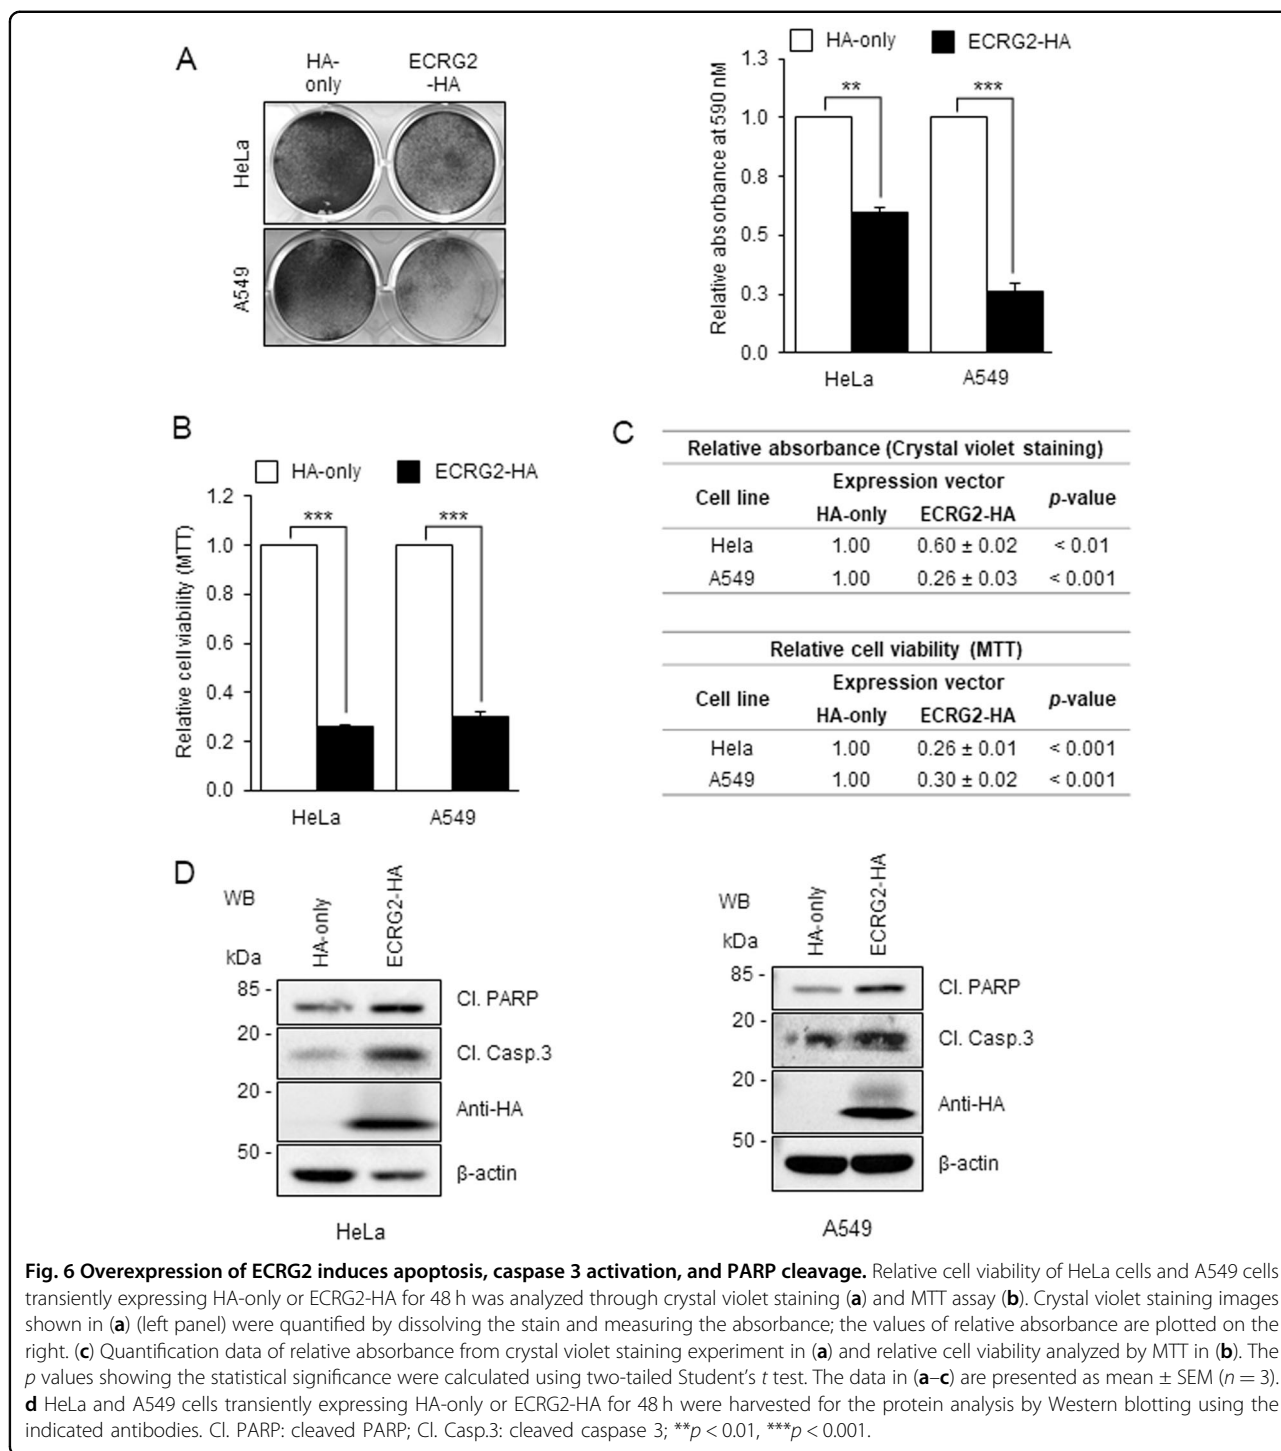 A
HA-
only
ECRG2
-HA
HeLa
A549
HA-only
ECRG2-HA
Relative absorbance at 590 nM
1.3
1.0
0.8
0.5
0.3
0.0
**
***
HeLa
A549
B
HA-only
ECRG2-HA
Relative cell viability (MTT)
1.2
1.0
0.8
0.6
0.4
0.2
0.0
***
***
HeLa
A549
C
Relative absorbance (Crystal violet staining)
Cell line
Expression vector
p-value
HA-only ECRG2-HA
Hela 1.00 0.60 ± 0.02 < 0.01
A549 1.00 0.26 ± 0.03 < 0.001
Relative cell viability (MTT)
Cell line
Expression vector
p-value
HA-only ECRG2-HA
Hela 1.00 0.26 ± 0.01 < 0.001
A549 1.00 0.30 ± 0.02 < 0.001
D
WB
HA-only
ECRG2-HA
kDa
85 -
Cl. PARP
20 -
Cl. Casp.3
20 -
Anti-HA
50 -
β-actin
HeLa
WB
HA-only
ECRG2-HA
kDa
85 -
Cl. PARP
20 -
Cl. Casp.3
20 -
Anti-HA
50 -
β-actin
A549
Fig. 6 Overexpression of ECRG2 induces apoptosis, caspase 3 activation, and PARP cleavage. Relative cell viability of HeLa cells and A549 cells
transiently expressing HA-only or ECRG2-HA for 48 h was analyzed through crystal violet staining (a) and MTT assay (b). Crystal violet staining images
shown in (a) (left panel) were quantified by dissolving the stain and measuring the absorbance; the values of relative absorbance are plotted on the
right. (c) Quantification data of relative absorbance from crystal violet staining experiment in (a) and relative cell viability analyzed by MTT in (b). The
p values showing the statistical significance were calculated using two-tailed Student's t test. The data in (a–c) are presented as mean ± SEM (n = 3).
d HeLa and A549 cells transiently expressing HA-only or ECRG2-HA for 48 h were harvested for the protein analysis by Western blotting using the
indicated antibodies. Cl. PARP: cleaved PARP; Cl. Casp.3: cleaved caspase 3; **p < 0.01, ***p < 0.001.